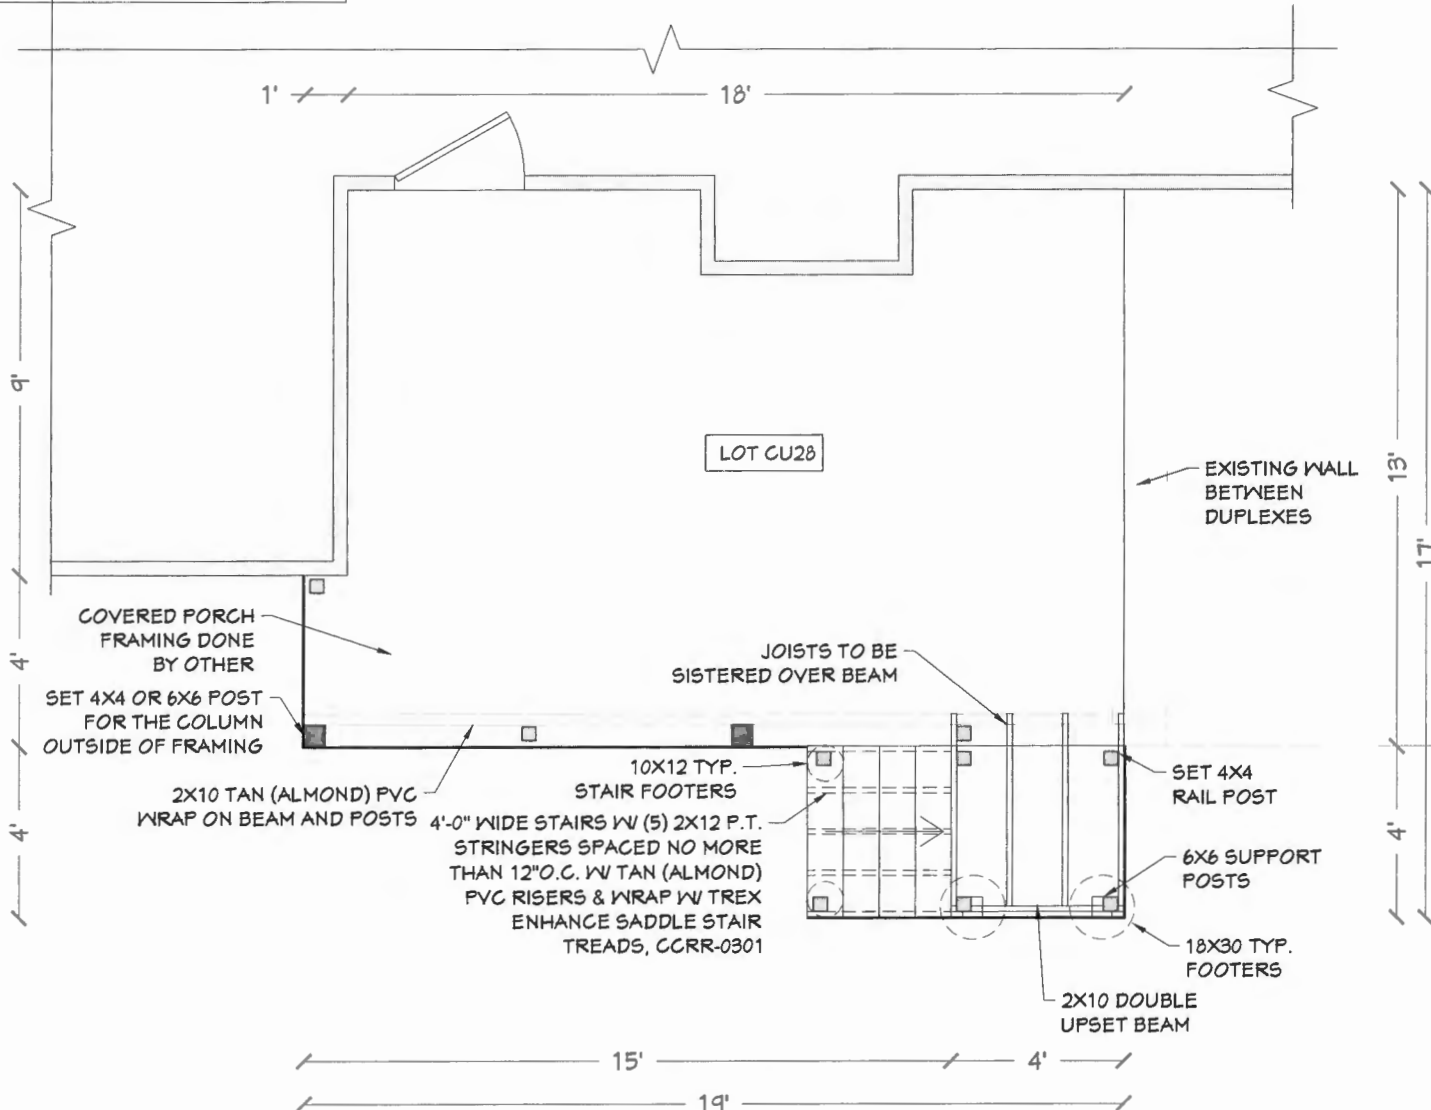 1'
18'
9'
LOT CU28
13'
EXISTING WALL
BETWEEN
DUPLEXES
17'
COVERED PORCH
FRAMING DONE
BY OTHER
4'
JOISTS TO BE
SISTERED OVER BEAM
SET 4X4 OR 6X6 POST
FOR THE COLUMN
OUTSIDE OF FRAMING
2X10 TAN (ALMOND) PVC
WRAP ON BEAM AND POSTS
10X12 TYP.
STAIR FOOTERS
SET 4X4
RAIL POST
4'
4'-0" WIDE STAIRS W/ (5) 2X12 P.T.
STRINGERS SPACED NO MORE
THAN 12"O.C. W/ TAN (ALMOND)
PVC RISERS & WRAP W/ TREX
ENHANCE SADDLE STAIR
TREADS, CCRR-0301
4'
6X6 SUPPORT
POSTS
18X30 TYP.
FOOTERS
2X10 DOUBLE
UPSET BEAM
15'
4'
19'